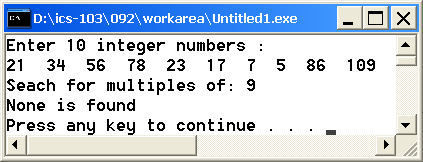 D:\ics-103\092\workarea\Untitled1.exe
Enter 10 integer numbers :
21  34  56  78  23  17  7  5  86  109
Seach for multiples of: 9
None is found
Press any key to continue . . .